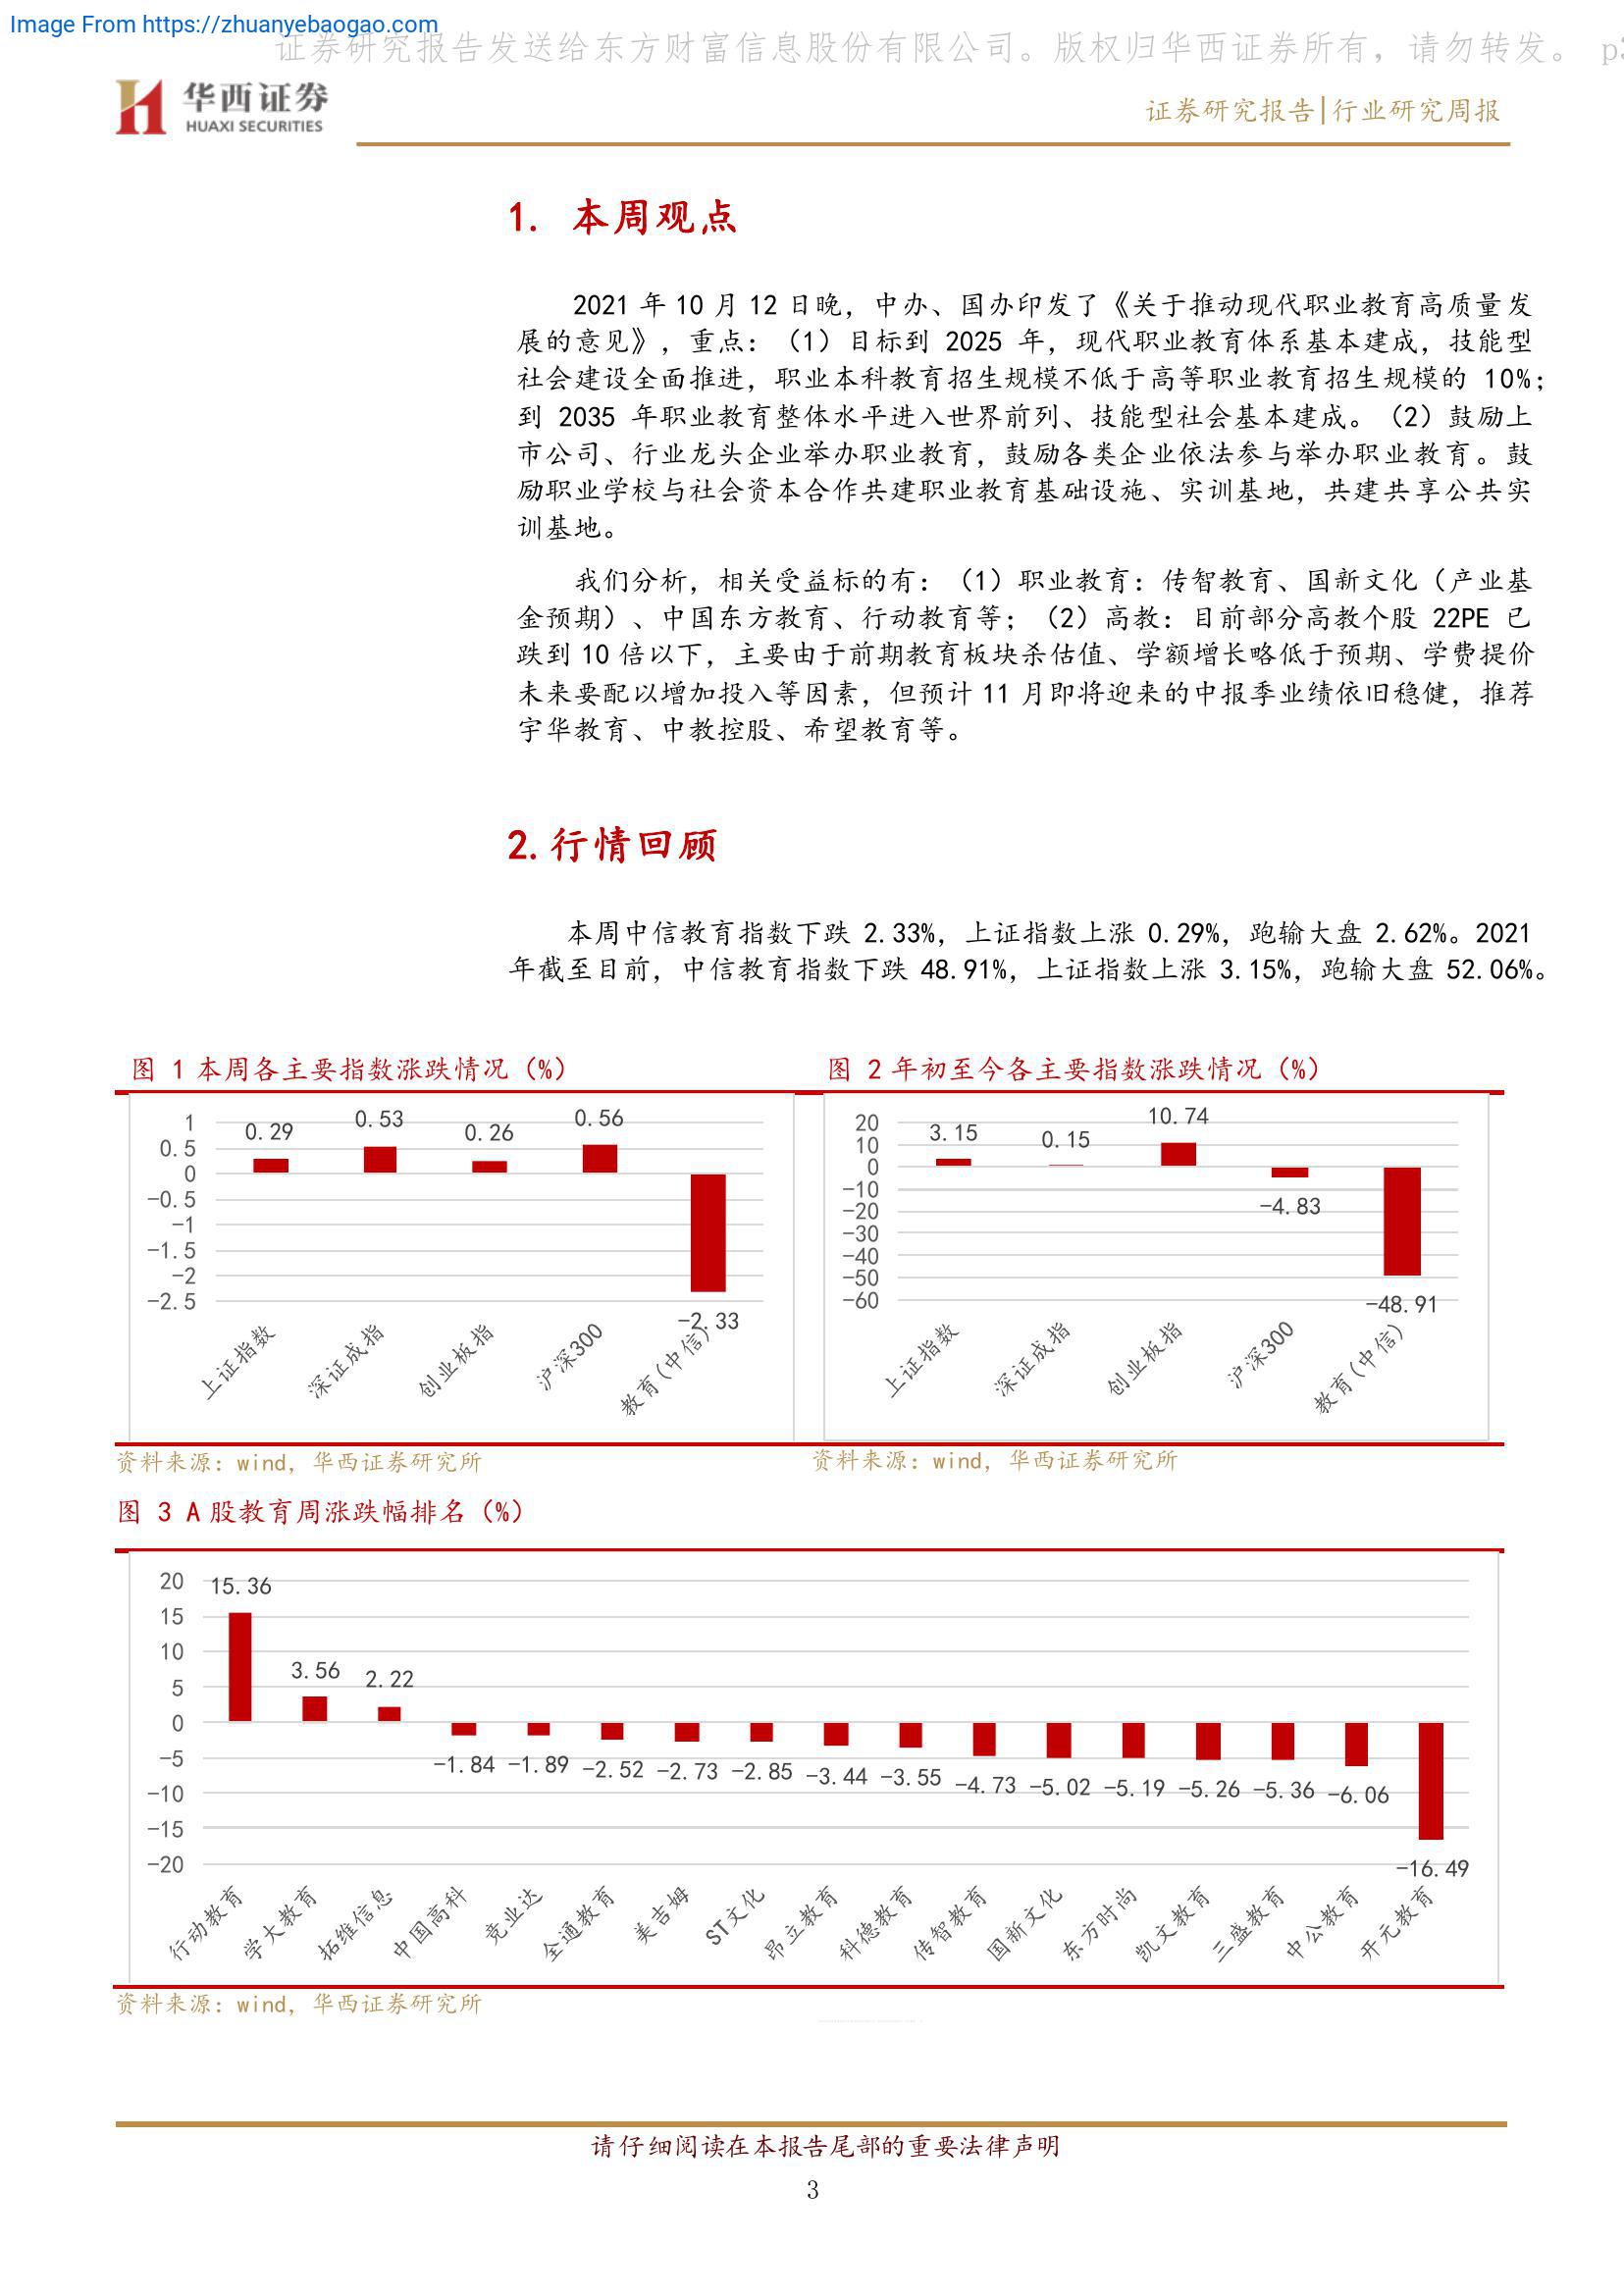 Image From https://zhuanyebaogao.com
证券研究报告发送给东方财富信息股份有限公司。版权归华西证券所有，请勿转发。 p3
华西证券
HUAXI SECURITIES
证券研究报告|行业研究周报
1. 本周观点
2021 年 10 月 12 日晚，中办、国办印发了《关于推动现代职业教育高质量发
展的意见》，重点：（1）目标到 2025 年，现代职业教育体系基本建成，技能型
社会建设全面推进，职业本科教育招生规模不低于高等职业教育招生规模的 10%；
到 2035 年职业教育整体水平进入世界前列、技能型社会基本建成。（2）鼓励上
市公司、行业龙头企业举办职业教育，鼓励各类企业依法参与举办职业教育。鼓
励职业学校与社会资本合作共建职业教育基础设施、实训基地，共建共享公共实
训基地。
我们分析，相关受益标的有：（1）职业教育：传智教育、国新文化（产业基
金预期）、中国东方教育、行动教育等；（2）高教：目前部分高教个股 22PE 已
跌到 10 倍以下，主要由于前期教育板块杀估值、学额增长略低于预期、学费提价
未来要配以增加投入等因素，但预计 11 月即将迎来的中报季业绩依旧稳健，推荐
宇华教育、中教控股、希望教育等。
2.行情回顾
本周中信教育指数下跌 2.33%，上证指数上涨 0.29%，跑输大盘 2.62%。2021
年截至目前，中信教育指数下跌 48.91%，上证指数上涨 3.15%，跑输大盘 52.06%。
图 1 本周各主要指数涨跌情况（%）
1
0.5
0
-0.5
-1
-1.5
-2
-2.5
0.29
0.53
0.26
0.56
-2.33
上证指数
深证成指
创业板指
沪深300
教育(中信)
资料来源：wind，华西证券研究所
图 2 年初至今各主要指数涨跌情况（%）
20
10
0
-10
-20
-30
-40
-50
-60
3.15
0.15
10.74
-4.83
-48.91
上证指数
深证成指
创业板指
沪深300
教育(中信)
资料来源：wind，华西证券研究所
图 3 A 股教育周涨跌幅排名（%）
20
15
10
5
0
-5
-10
-15
-20
15.36
3.56
2.22
-1.84
-1.89
-2.52
-2.73
-2.85
-3.44
-3.55
-4.73
-5.02
-5.19
-5.26
-5.36
-6.06
-16.49
行动教育
学大教育
拓维信息
中国高科
竞业达
全通教育
美吉姆
ST文化
昂立教育
科德教育
传智教育
国新文化
东方时尚
凯文教育
三盛教育
中公教育
开元教育
资料来源：wind，华西证券研究所
请仔细阅读在本报告尾部的重要法律声明
3